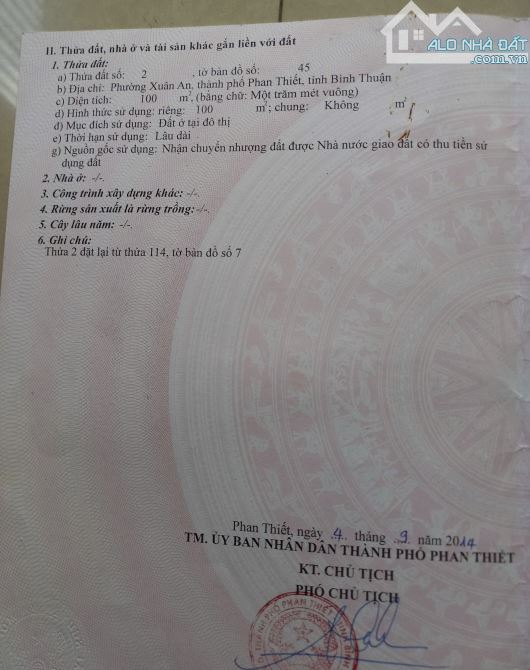 ALO NHÀ ĐẤT
.com.vn
II. Thửa đất, nhà ở và tài sản khác gắn liền với đất
1. Thửa đất:
a) Thửa đất số: 2 , tờ bản đồ số: 45
b) Địa chỉ: Phường Xuân An, thành phố Phan Thiết, tỉnh Bình Thuận
c) Diện tích: 100 m², (bằng chữ: Một trăm mét vuông)
d) Hình thức sử dụng: riêng: 100 m²; chung: Không m²
đ) Mục đích sử dụng: Đất ở tại đô thị
e) Thời hạn sử dụng: Lâu dài
g) Nguồn gốc sử dụng: Nhận chuyển nhượng đất được Nhà nước giao đất có thu tiền sử
dụng đất
2. Nhà ở: -/-.
3. Công trình xây dựng khác: -/-.
4. Rừng sản xuất là rừng trồng: -/-.
5. Cây lâu năm: -/-.
6. Ghi chú:
Thửa 2 đặt lại từ thửa 114, tờ bản đồ số 7
Phan Thiết, ngày 4 tháng 9 năm 2014
TM. ỦY BAN NHÂN DÂN THÀNH PHỐ PHAN THIẾT
KT. CHỦ TỊCH
PHÓ CHỦ TỊCH
THÀNH PHỐ PHAN THIẾT